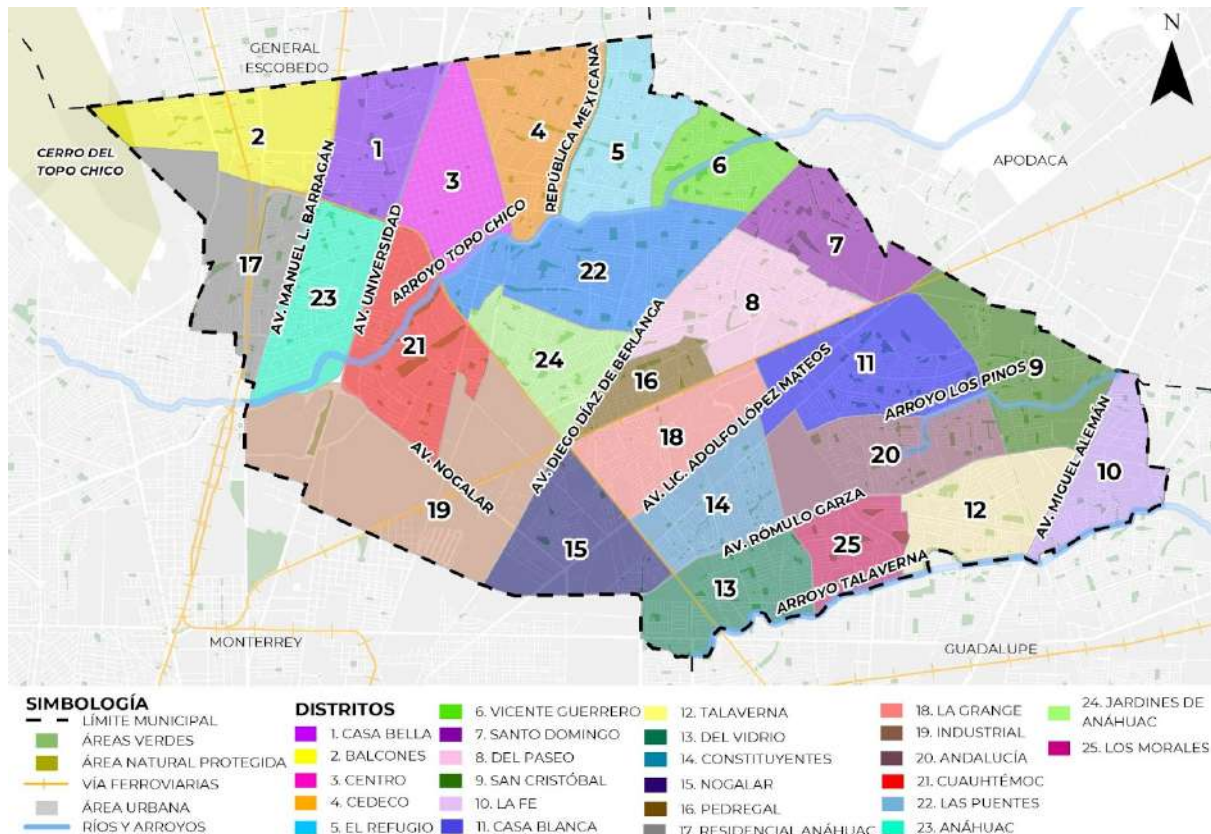 N
GENERAL
ESCOBEDO
APODACA
CERRO DEL
TOPO CHICO
MONTERREY
GUADALUPE
AV. MANUEL L. BARRAGÁN
AV. UNIVERSIDAD
ARROYO TOPO CHICO
REPÚBLICA MEXICANA
AV. DIEGO DÍAZ DE BERLANGA
AV. LIC. ADOLFO LÓPEZ MATEOS
ARROYO LOS PINOS
AV. MIGUEL ALEMÁN
AV. NOGALAR
AV. RÓMULO GARZA
ARROYO TALAVERNA
2
1
3
4
5
6
7
17
23
22
8
21
24
16
11
9
18
20
10
19
14
12
15
25
13
SIMBOLOGÍA
LÍMITE MUNICIPAL
ÁREAS VERDES
ÁREA NATURAL PROTEGIDA
VÍA FERROVIARIAS
ÁREA URBANA
RÍOS Y ARROYOS
DISTRITOS
1. CASA BELLA
2. BALCONES
3. CENTRO
4. CEDECO
5. EL REFUGIO
6. VICENTE GUERRERO
7. SANTO DOMINGO
8. DEL PASEO
9. SAN CRISTÓBAL
10. LA FE
11. CASA BLANCA
12. TALAVERNA
13. DEL VIDRIO
14. CONSTITUYENTES
15. NOGALAR
16. PEDREGAL
17. RESIDENCIAL ANÁHUAC
18. LA GRANGE
19. INDUSTRIAL
20. ANDALUCÍA
21. CUAUHTÉMOC
22. LAS PUENTES
23. ANÁHUAC
24. JARDINES DE
ANÁHUAC
25. LOS MORALES